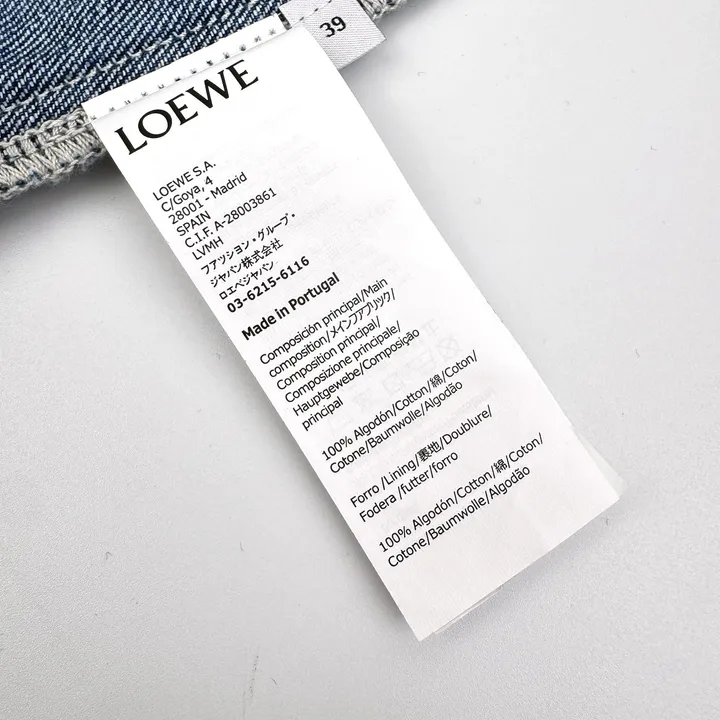 39
LOEWE
LOEWE S.A.
C/Goya, 4
28001 - Madrid
SPAIN
C.I.F. A-28003861
LVMH
ファッション・グループ・
ジャパン株式会社
ロエベジャパン
03-6215-6116
Made in Portugal
Composición principal/Main
composition/メインファブリック/
Composition principal/
Composizione principale/
Hauptgewebe/Composição
principal
100% Algodón/Cotton/綿/Coton/
Cotone/Baumwolle/Algodão
Forro /Lining/裏地/Doublure/
Fodera /futter/forro
100% Algodón/Cotton/綿/Coton/
Cotone/Baumwolle/Algodão